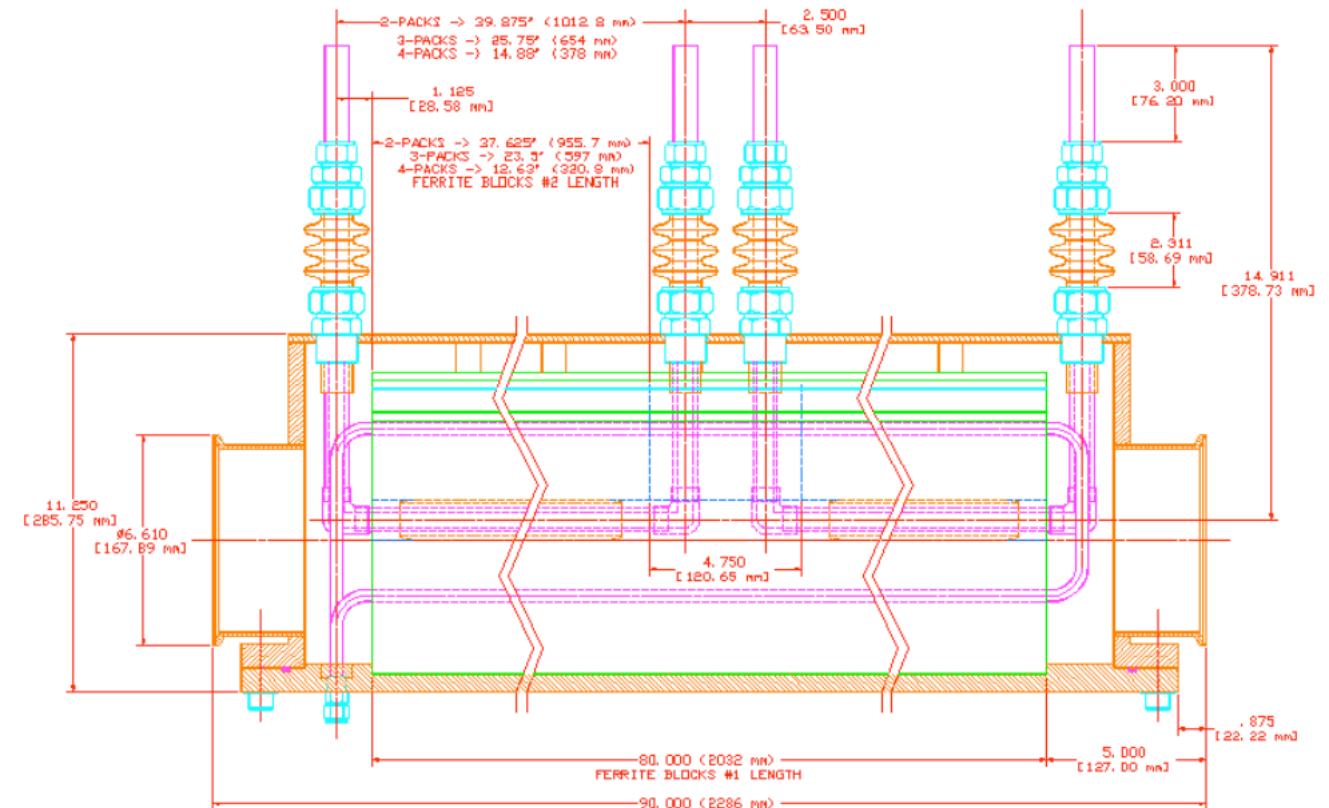 2-PACKS -> 39.875" (1012.8 mm)
3-PACKS -> 25.75" (654 mm)
4-PACKS -> 14.88" (378 mm)
2.500
[63.50 mm]
1.125
[28.58 mm]
3.000
[76.20 mm]
2-PACKS -> 37.625" (955.7 mm)
3-PACKS -> 23.5" (597 mm)
4-PACKS -> 12.63" (320.8 mm)
FERRITE BLOCKS #2 LENGTH
2.311
[58.69 mm]
14.911
[378.73 mm]
11.250
[285.75 mm]
ø6.610
[167.89 mm]
4.750
[120.65 mm]
.875
[22.22 mm]
80.000 (2032 mm)
FERRITE BLOCKS #1 LENGTH
5.000
[127.00 mm]
90.000 (2286 mm)